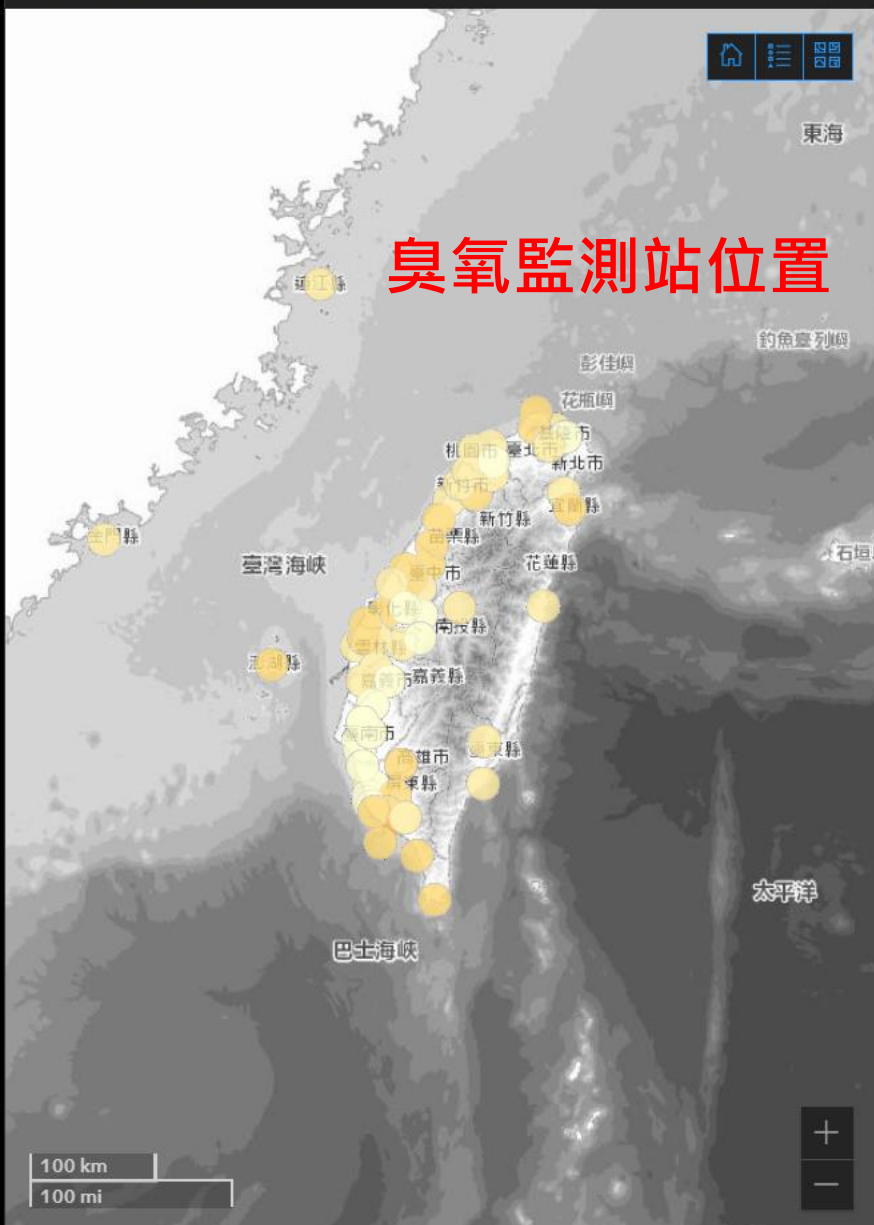 東海
臭氧監測站位置
連江縣
釣魚臺列嶼
彭佳嶼
花瓶嶼
基隆市
桃園市
臺北市
新北市
新竹市
宜蘭縣
新竹縣
金門縣
苗栗縣
石垣
臺灣海峽
臺中市
花蓮縣
彰化縣
南投縣
雲林縣
澎湖縣
嘉義市
嘉義縣
臺南市
臺東縣
高雄市
屏東縣
太平洋
巴士海峽
100 km
100 mi